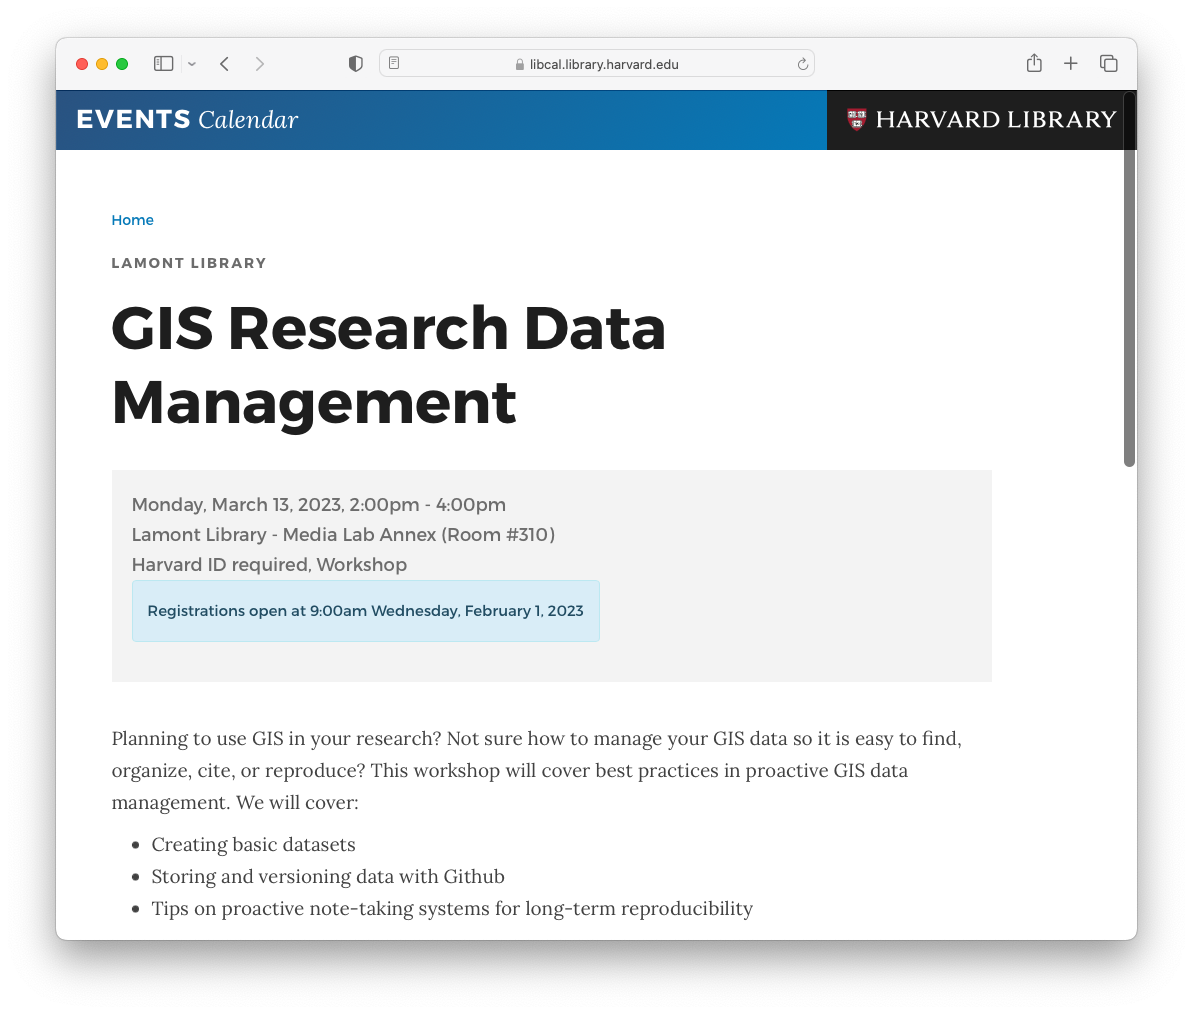 libcal.library.harvard.edu
EVENTS Calendar
HARVARD LIBRARY
Home
LAMONT LIBRARY
GIS Research Data
Management
Monday, March 13, 2023, 2:00pm - 4:00pm
Lamont Library - Media Lab Annex (Room #310)
Harvard ID required, Workshop
Registrations open at 9:00am Wednesday, February 1, 2023
Planning to use GIS in your research? Not sure how to manage your GIS data so it is easy to find,
organize, cite, or reproduce? This workshop will cover best practices in proactive GIS data
management. We will cover:
• Creating basic datasets
• Storing and versioning data with Github
• Tips on proactive note-taking systems for long-term reproducibility